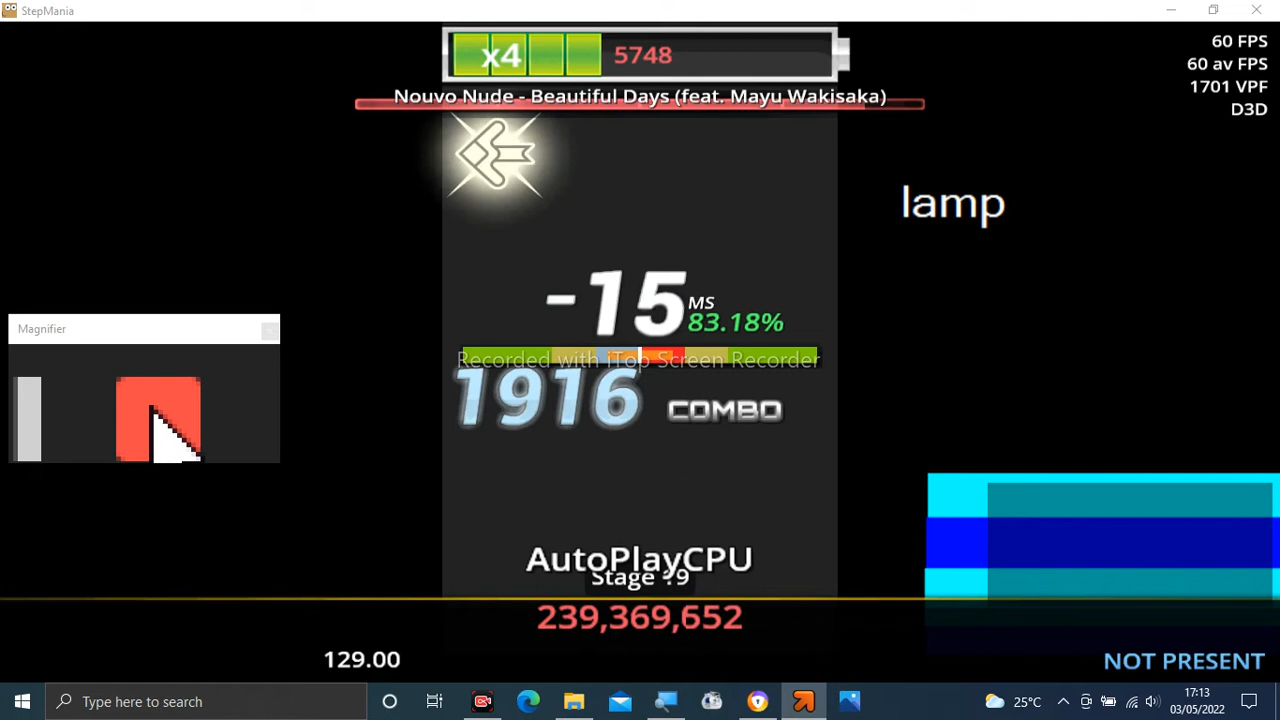 StepMania
x4 5748
60 FPS
60 av FPS
1701 VPF
D3D
Nouvo Nude - Beautiful Days (feat. Mayu Wakisaka)
lamp
-15 MS
83.18%
Magnifier
Recorded with iTop Screen Recorder
1916 COMBO
AutoPlayCPU
239,369,652
129.00
NOT PRESENT
Type here to search
25°C
17:13
03/05/2022